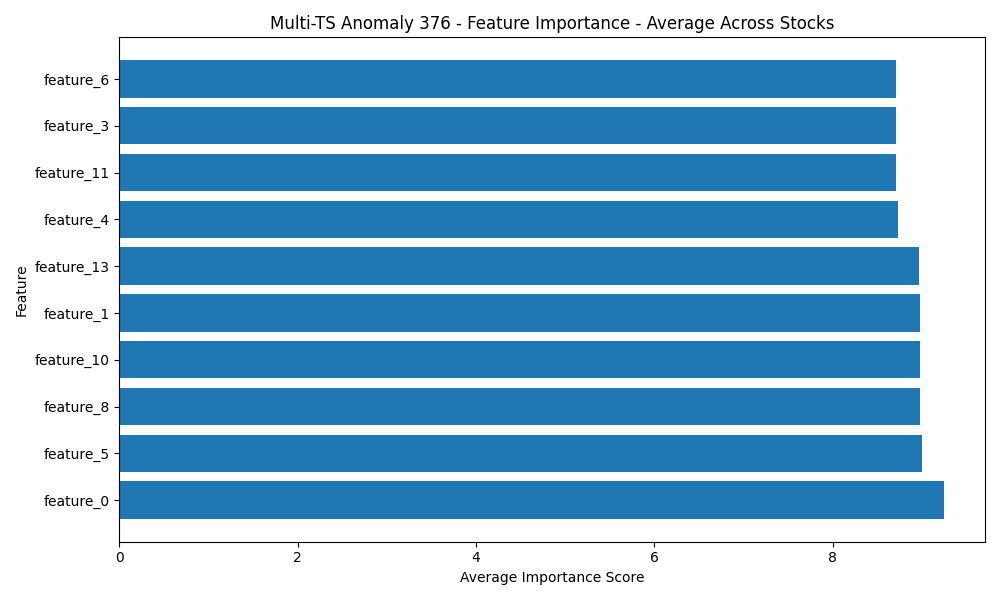 Multi-TS Anomaly 376 - Feature Importance - Average Across Stocks
feature_6
feature_3
feature_11
feature_4
feature_13
feature_1
feature_10
feature_8
feature_5
feature_0
Feature
0 2 4 6 8
Average Importance Score